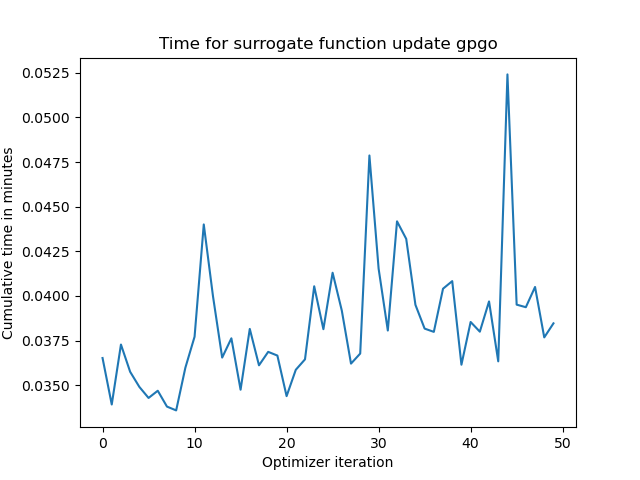 Time for surrogate function update gpgo
Cumulative time in minutes
0.0525
0.0500
0.0475
0.0450
0.0425
0.0400
0.0375
0.0350
0 10 20 30 40 50
Optimizer iteration